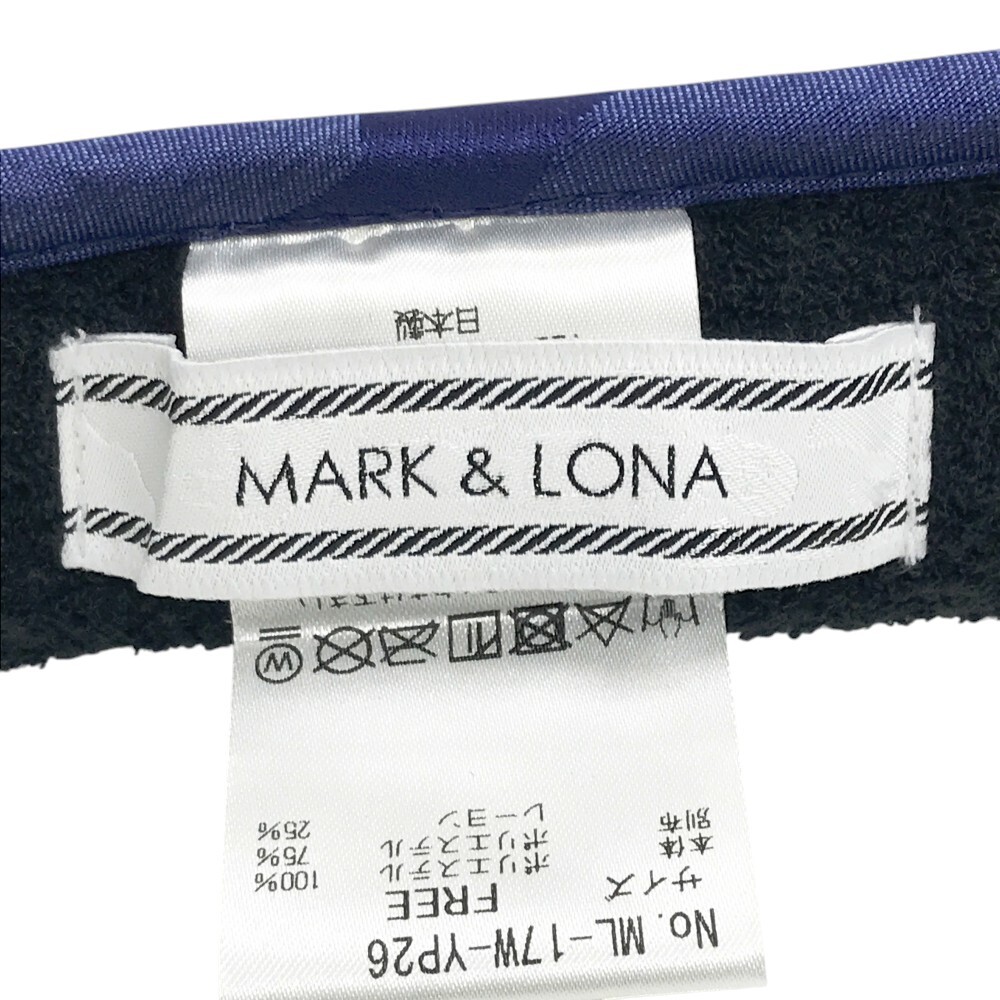 MARK & LONA
No. ML-17W-YP26
サイズ FREE
本体 ポリエステル 100%
別布 ポリエステル 75%
レーヨン 25%
日本製